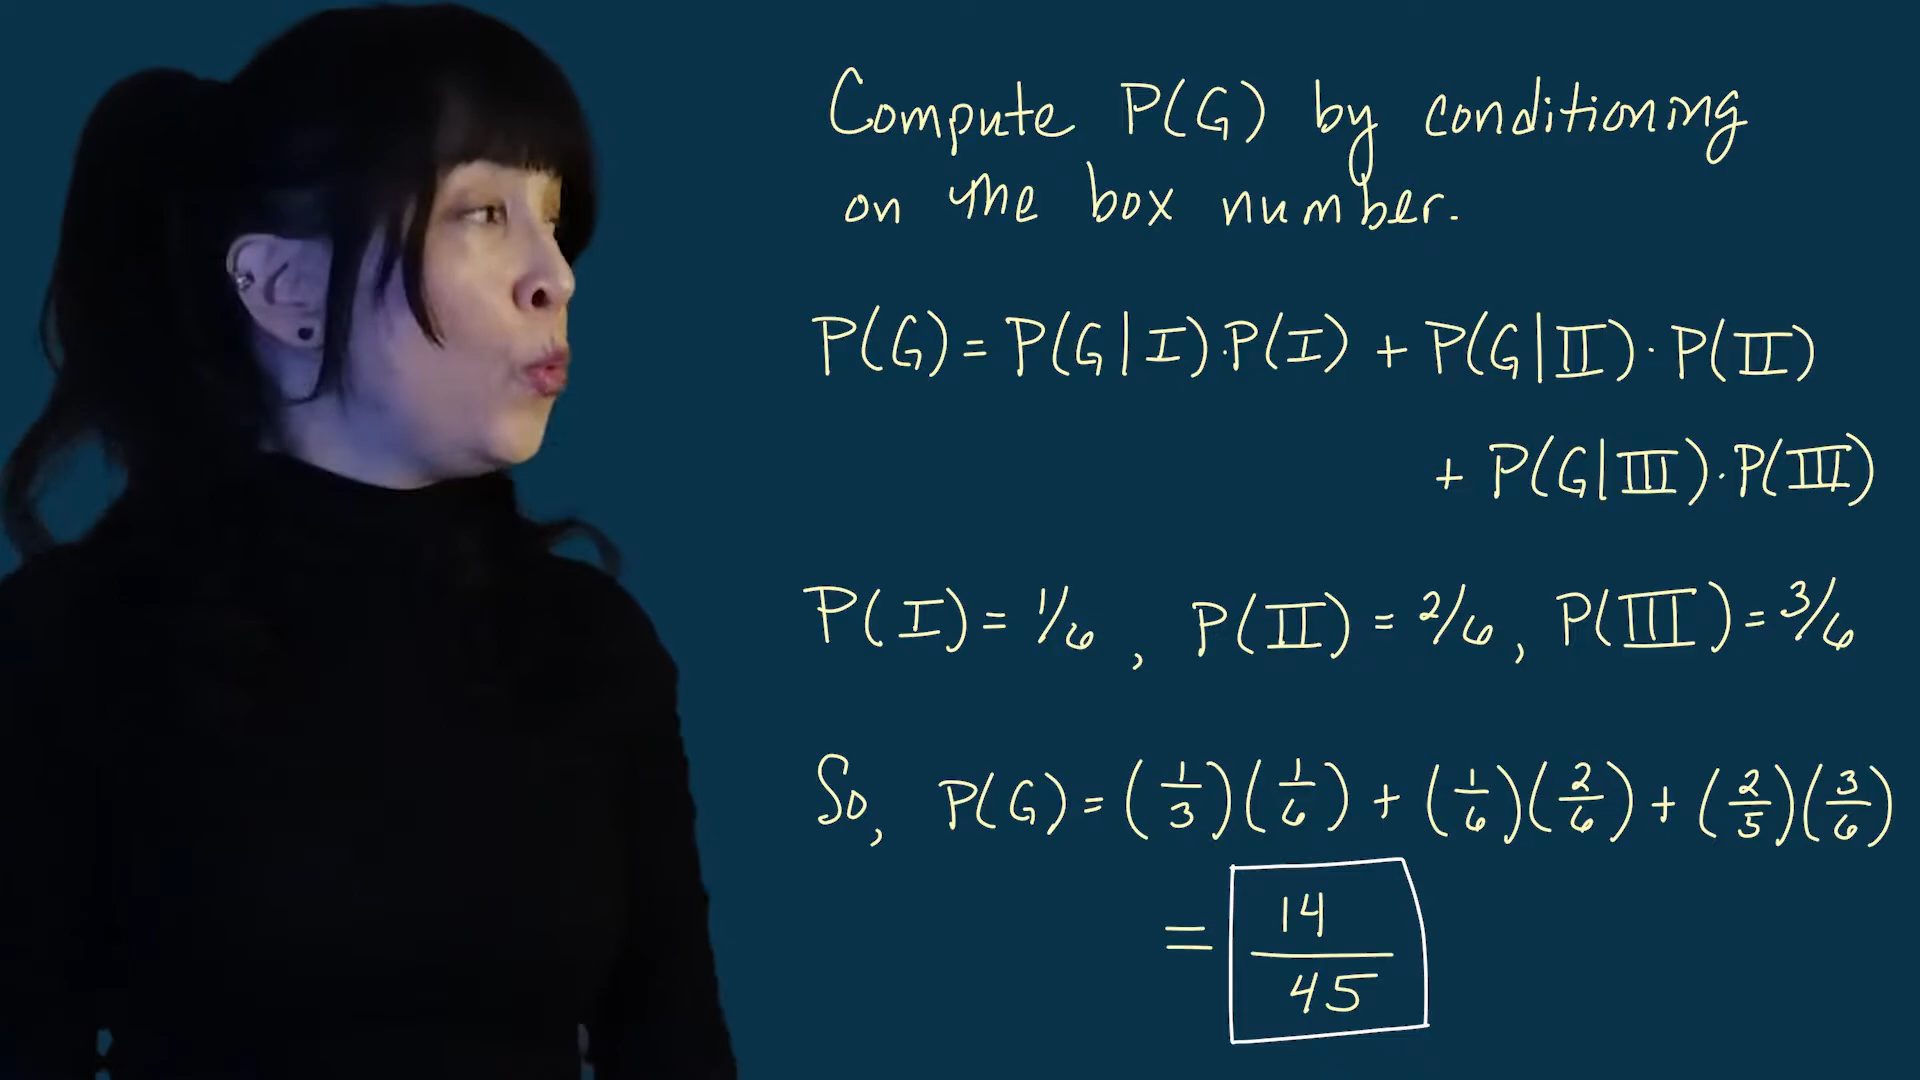 Compute P(G) by conditioning
on the box number.
P(G) = P(G|I)·P(I) + P(G|II)·P(II)
+ P(G|III)·P(III)
P(I) = 1/6, P(II) = 2/6, P(III) = 3/6
So, P(G) = (1/3)(1/6) + (1/6)(2/6) + (2/5)(3/6)
= 14/45